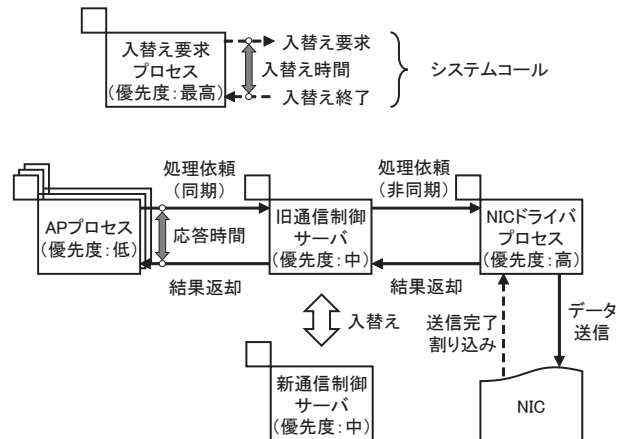 入替え要求
プロセス
(優先度：最高)
入替え要求
入替え時間
入替え終了
システムコール
処理依頼
(同期)
処理依頼
(非同期)
APプロセス
(優先度：低)
応答時間
旧通信制御
サーバ
(優先度：中)
NICドライバ
プロセス
(優先度：高)
結果返却
結果返却
入替え
送信完了
割り込み
データ
送信
新通信制御
サーバ
(優先度：中)
NIC